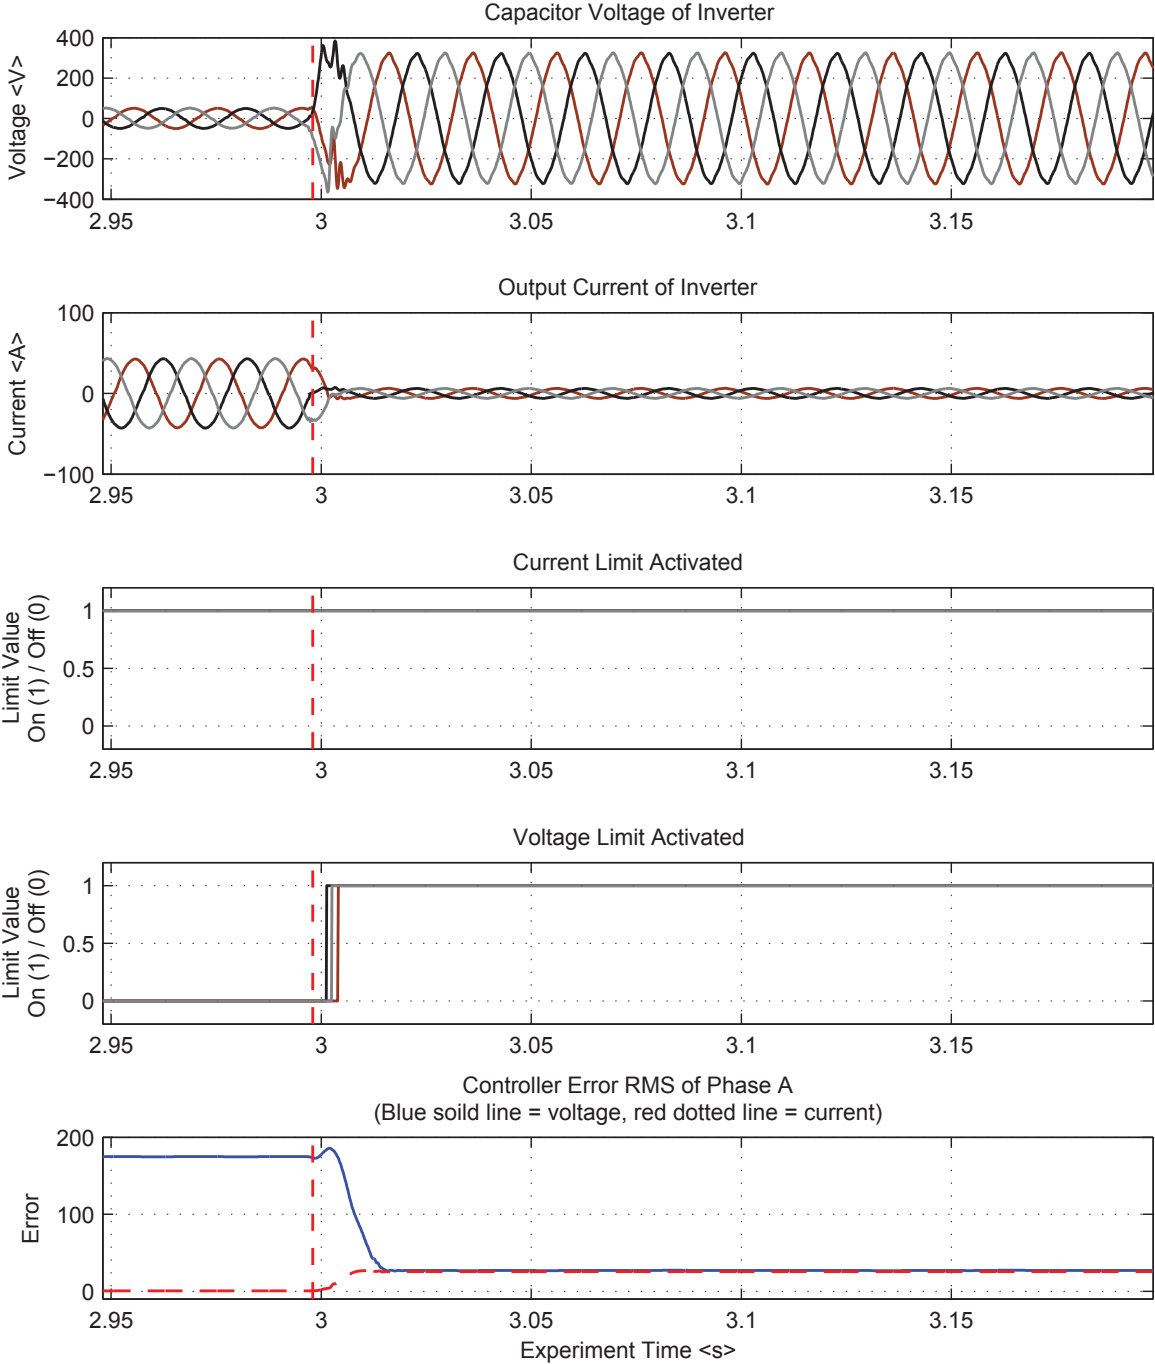 Capacitor Voltage of Inverter
Voltage <V>
400
200
0
−200
−400
2.95 3 3.05 3.1 3.15
Output Current of Inverter
Current <A>
100
0
−100
2.95 3 3.05 3.1 3.15
Current Limit Activated
Limit Value
On (1) / Off (0)
1
0.5
0
2.95 3 3.05 3.1 3.15
Voltage Limit Activated
Limit Value
On (1) / Off (0)
1
0.5
0
2.95 3 3.05 3.1 3.15
Controller Error RMS of Phase A
(Blue soild line = voltage, red dotted line = current)
Error
200
100
0
2.95 3 3.05 3.1 3.15
Experiment Time <s>